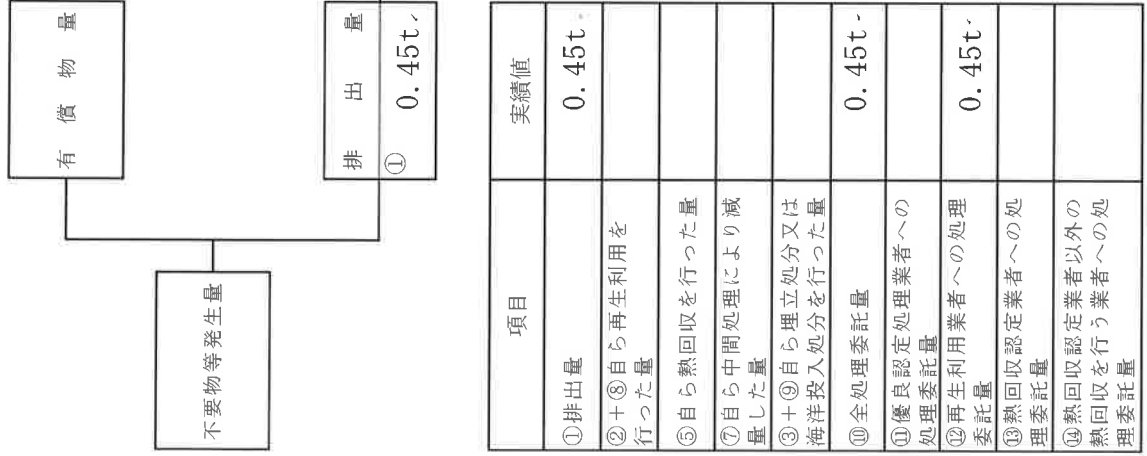 有償物量
不要物等発生量
排出量
①
0.45t
項目
実績値
①排出量
0.45t
②+⑧自ら再生利用を
行った量
⑤自ら熱回収を行った量
⑦自ら中間処理により減
量した量
③+⑨自ら埋立処分又は
海洋投入処分を行った量
⑩全処理委託量
0.45t
⑪優良認定処理業者への
処理委託量
⑫再生利用業者への処理
委託量
0.45t
⑬熱回収認定業者への処
理委託量
⑭熱回収認定業者以外の
熱回収を行う業者への処
理委託量